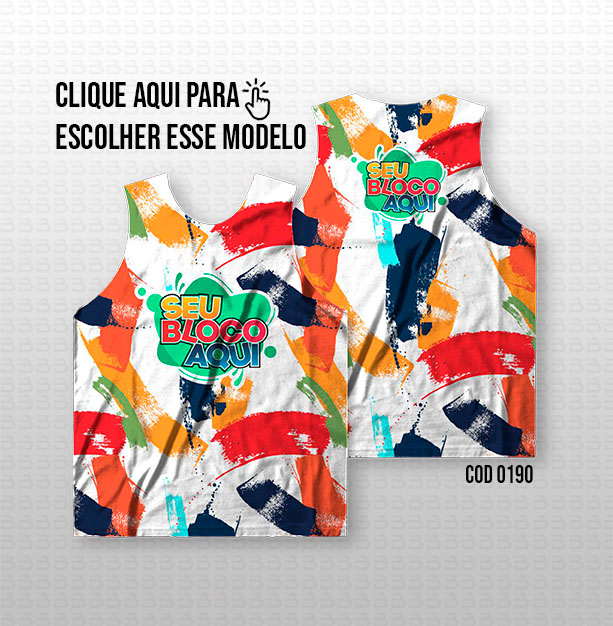 CLIQUE AQUI PARA
ESCOLHER ESSE MODELO
SEU
BLOCO
AQUI
SEU
BLOCO
AQUI
COD 0190